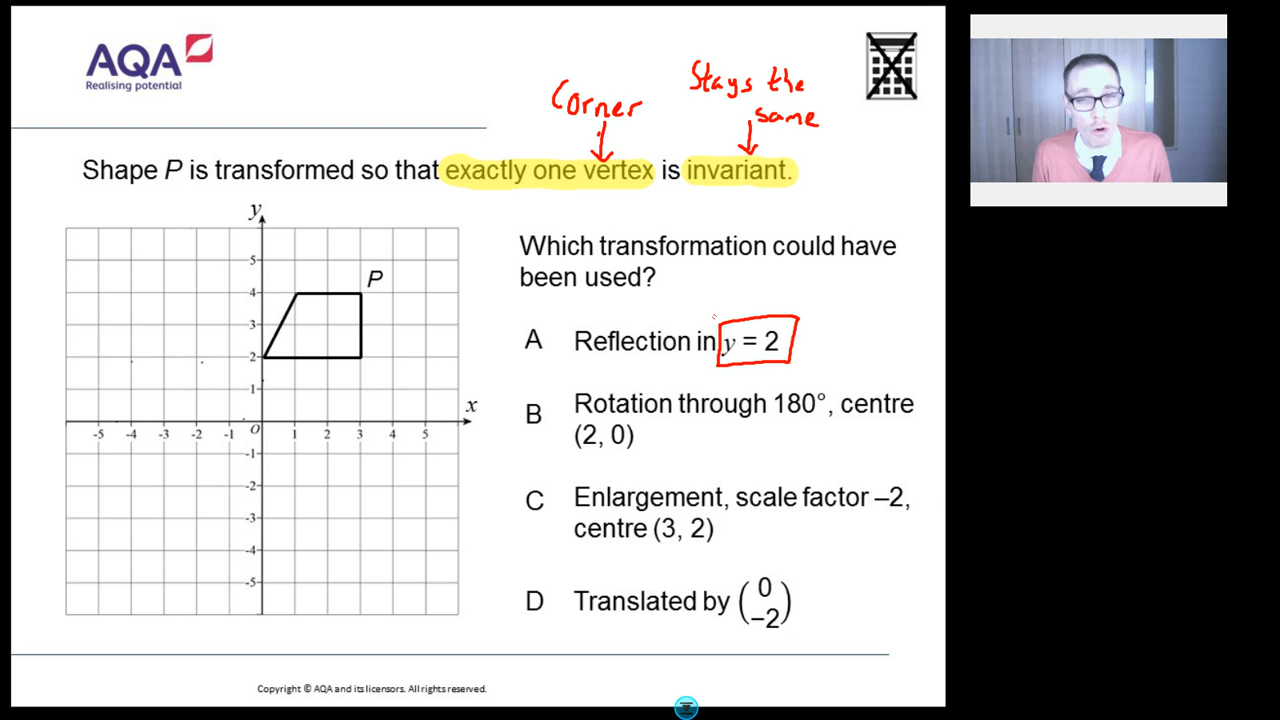 AQA
Realising potential
Stays the
same
Corner
Shape P is transformed so that exactly one vertex is invariant.
y
5
4
3
2
1
O
-1
-2
-3
-4
-5
-5 -4 -3 -2 -1 1 2 3 4 5
x
P
Which transformation could have
been used?
A Reflection in y = 2
B Rotation through 180°, centre
(2, 0)
C Enlargement, scale factor –2,
centre (3, 2)
D Translated by (0
−2)
Copyright © AQA and its licensors. All rights reserved.